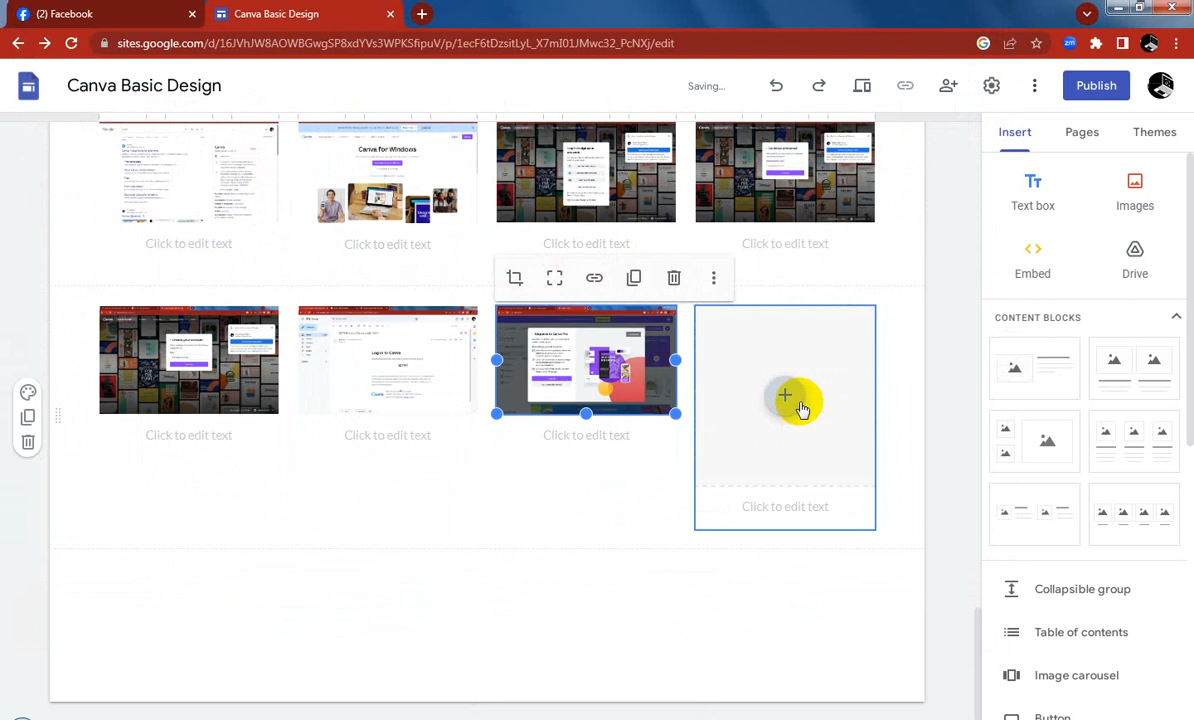 (2) Facebook
Canva Basic Design
sites.google.com/d/16JVhJW8AOWBGwgSP8xdYVs3WPKSfipuV/p/1ecF6tDzsitLyL_X7mI01JMwc32_PcNXj/edit
Canva Basic Design
Saving...
Publish
Insert
Pages
Themes
Text box
Images
Embed
Drive
CONTENT BLOCKS
Canva for Windows
Click to edit text
Click to edit text
Click to edit text
Click to edit text
Click to edit text
Click to edit text
Click to edit text
Click to edit text
Collapsible group
Table of contents
Image carousel
Button